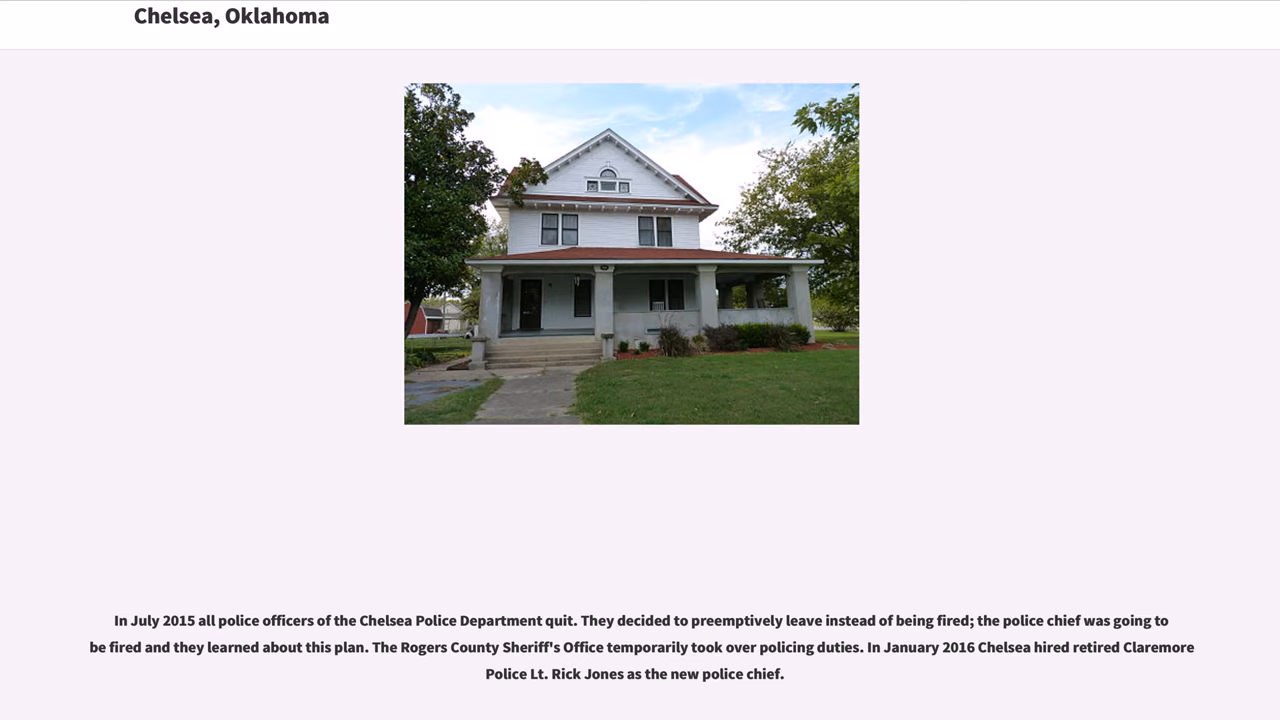 Chelsea, Oklahoma
In July 2015 all police officers of the Chelsea Police Department quit. They decided to preemptively leave instead of being fired; the police chief was going to
be fired and they learned about this plan. The Rogers County Sheriff's Office temporarily took over policing duties. In January 2016 Chelsea hired retired Claremore
Police Lt. Rick Jones as the new police chief.